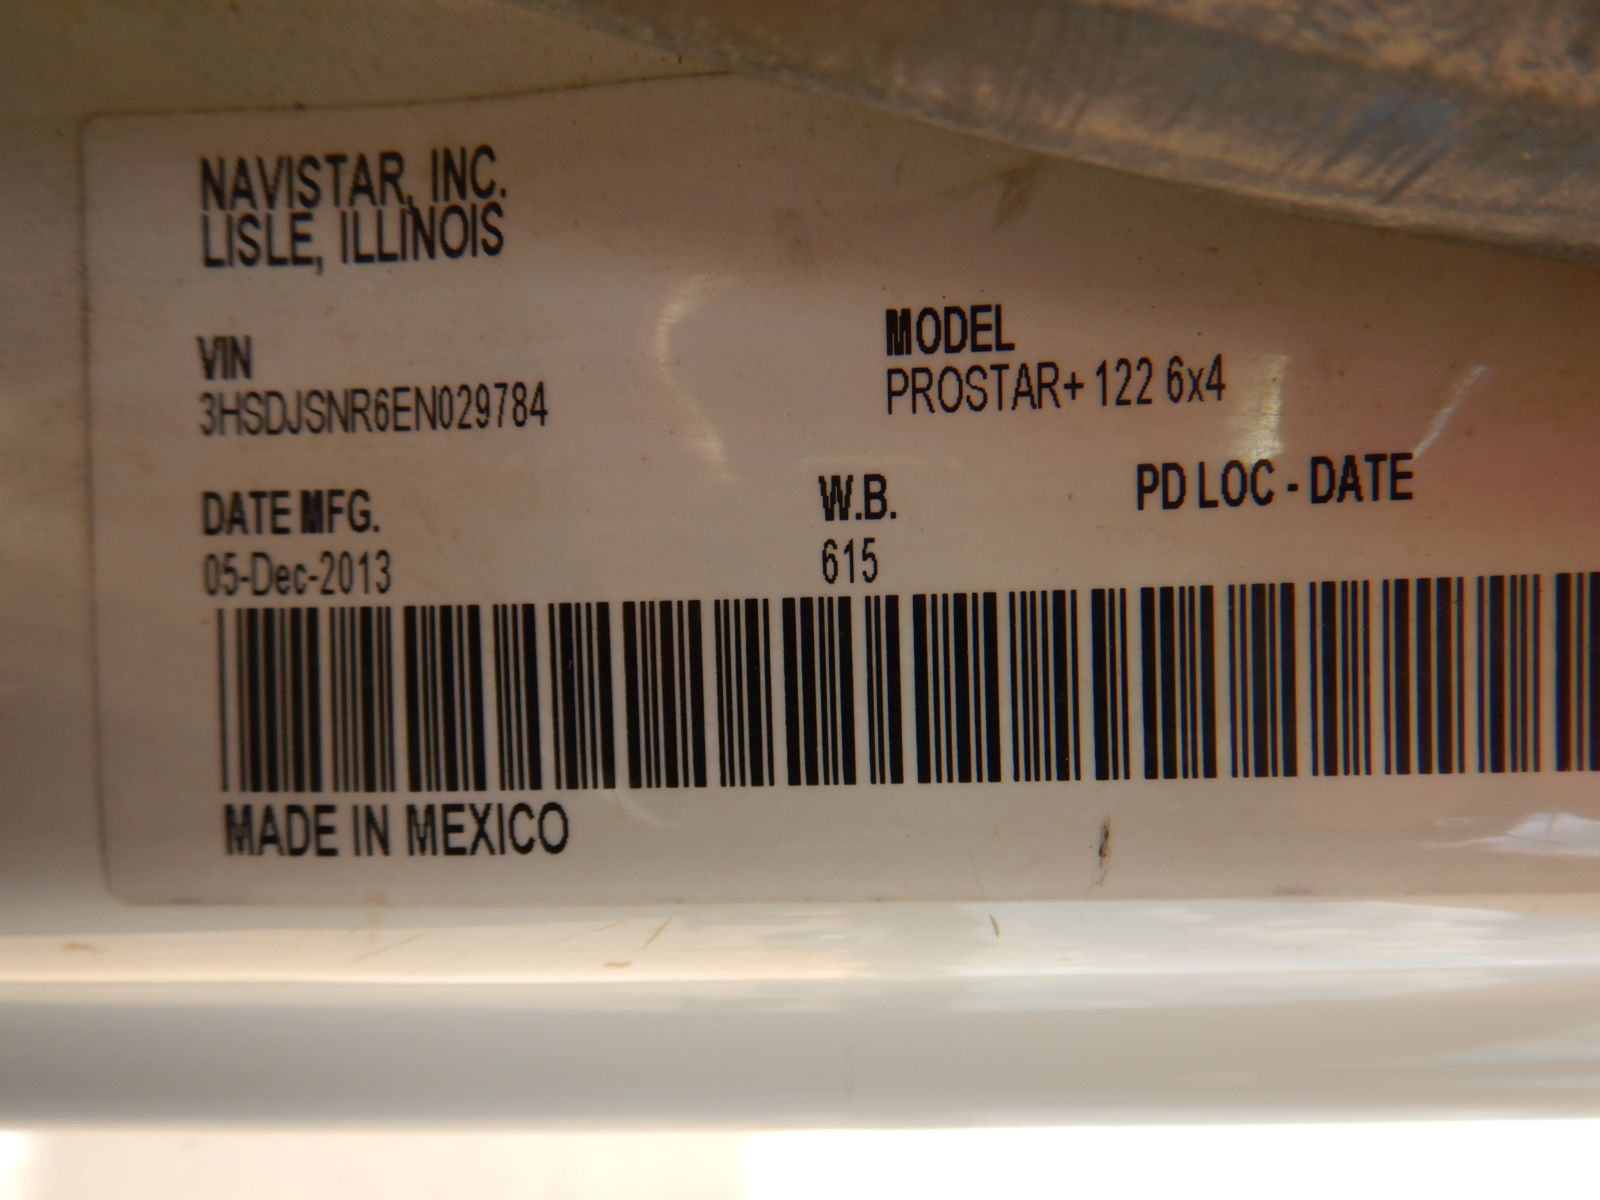 NAVISTAR, INC.
LISLE, ILLINOIS
VIN
3HSDJSNR6EN029784
MODEL
PROSTAR+ 122 6x4
DATE MFG.
05-Dec-2013
W.B.
615
PD LOC - DATE
MADE IN MEXICO